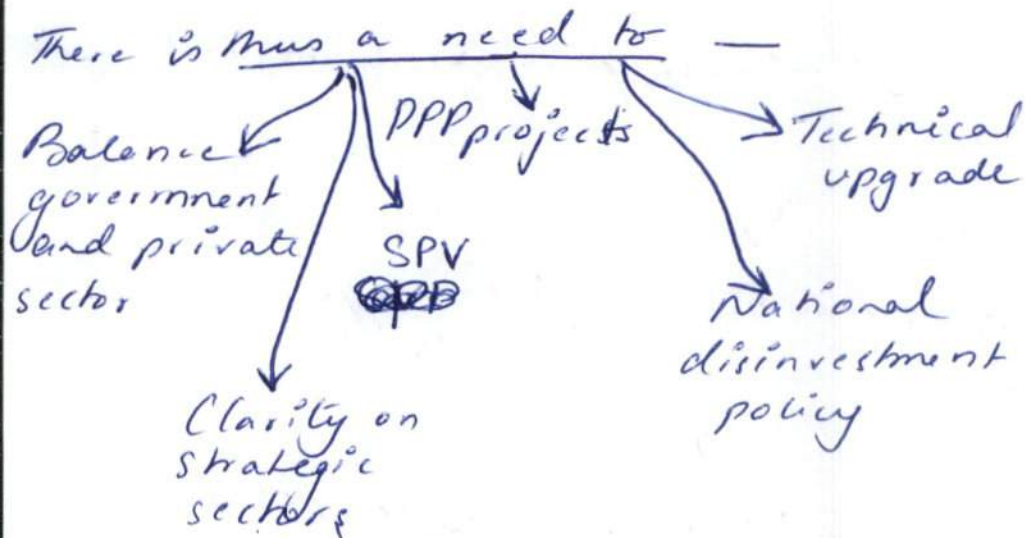 There is thus a need to —
Balance
government
and private
sector
Clarity on
strategic
sectors
SPV
PPP projects
National
disinvestment
policy
Technical
upgrade